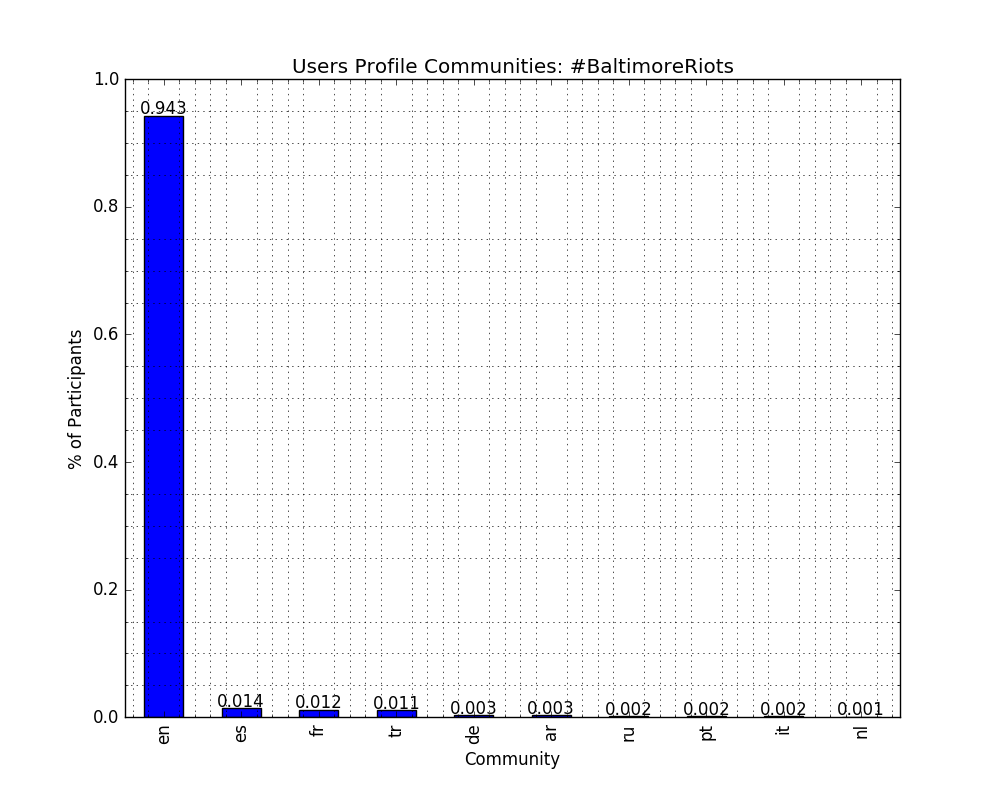 Users Profile Communities: #BaltimoreRiots
1.0
0.8
0.6
0.4
0.2
0.0
% of Participants
0.943
0.014
0.012
0.011
0.003
0.003
0.002
0.002
0.002
0.001
en
es
fr
tr
de
ar
ru
pt
it
nl
Community